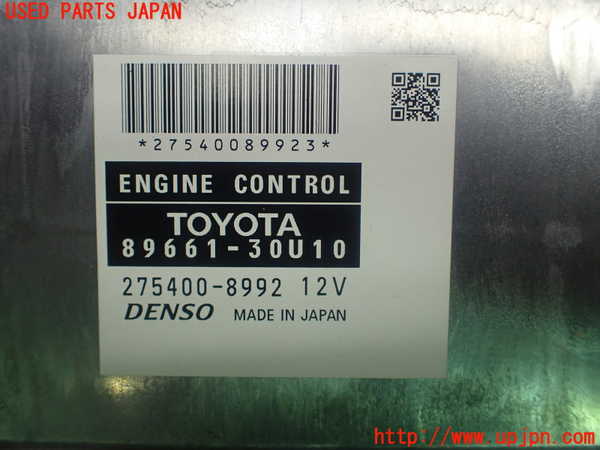 USED PARTS JAPAN
*27540089923*
ENGINE CONTROL
TOYOTA
89661-30U10
275400-8992 12V
DENSO MADE IN JAPAN
http://www.upjpn.com/